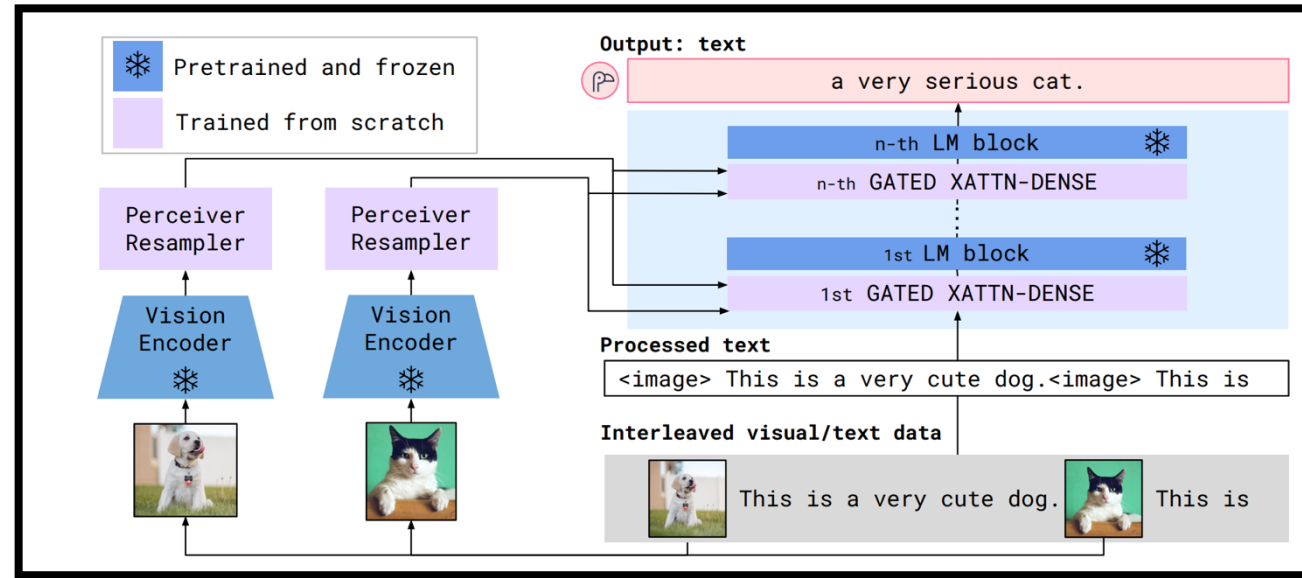 Pretrained and frozen
Trained from scratch
Perceiver
Resampler
Perceiver
Resampler
Vision
Encoder
Vision
Encoder
Output: text
a very serious cat.
n-th LM block
n-th GATED XATTN-DENSE
1st LM block
1st GATED XATTN-DENSE
Processed text
<image> This is a very cute dog.<image> This is
Interleaved visual/text data
This is a very cute dog. This is